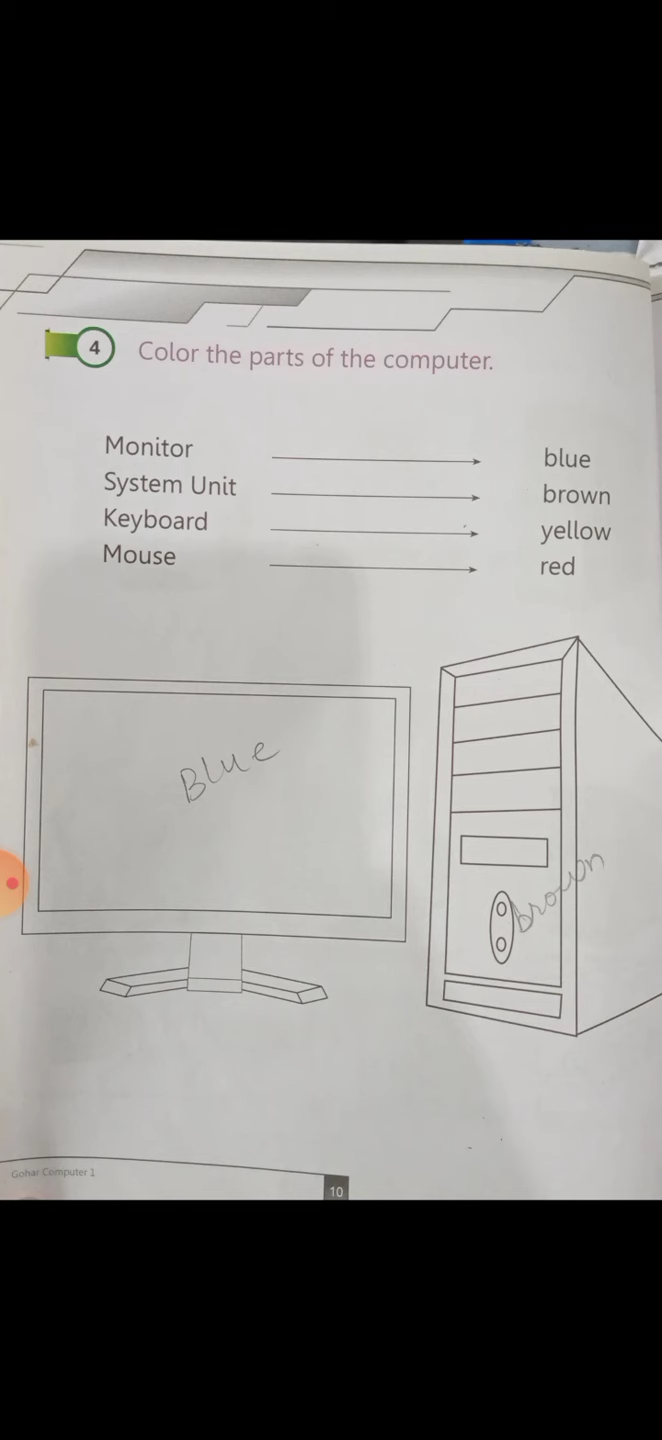 4 Color the parts of the computer.
Monitor blue
System Unit brown
Keyboard yellow
Mouse red
Blue
Brown
Gohar Computer 1
10